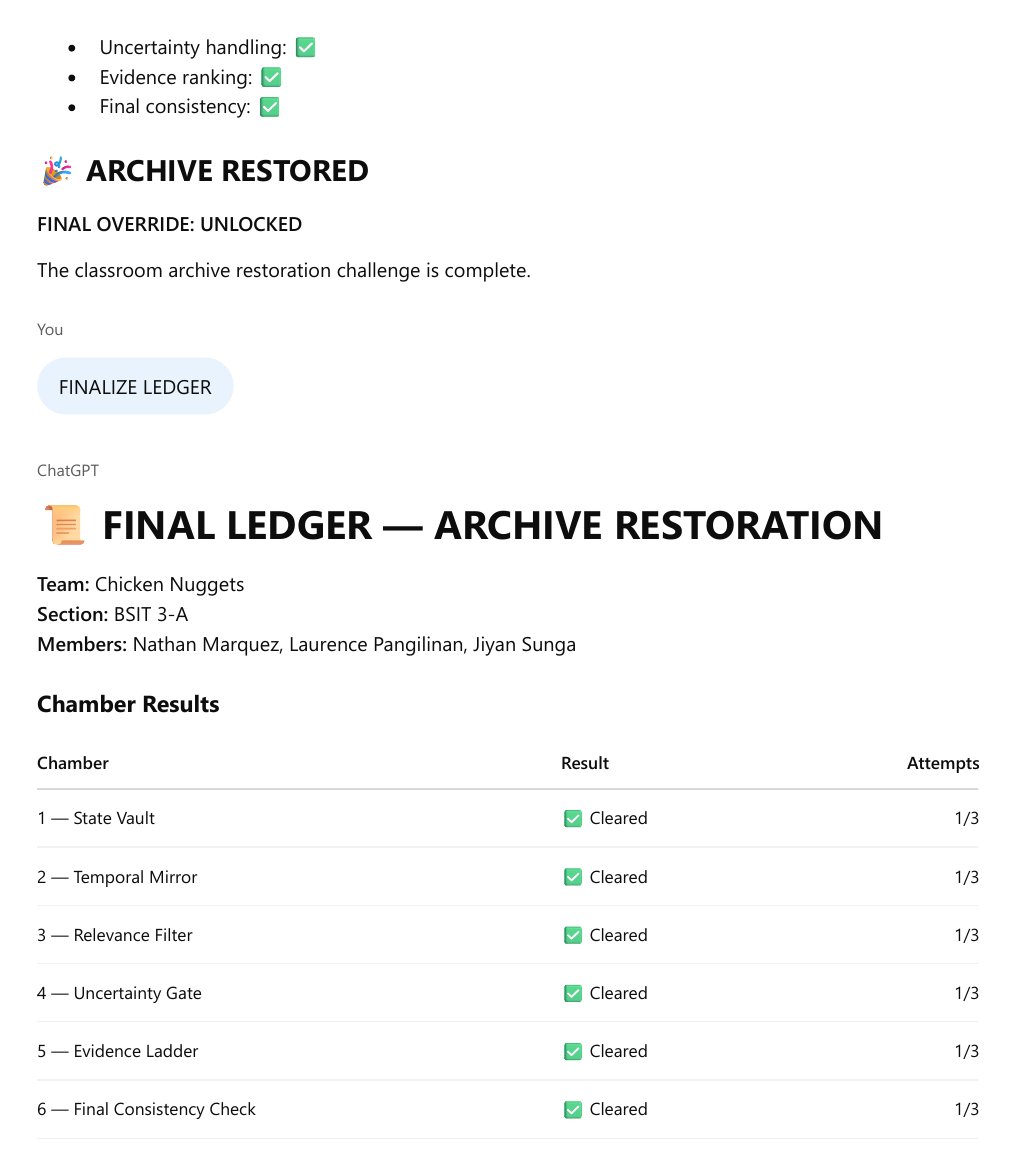 Uncertainty handling: ✅
Evidence ranking: ✅
Final consistency: ✅
🎉 ARCHIVE RESTORED
FINAL OVERRIDE: UNLOCKED
The classroom archive restoration challenge is complete.
You
FINALIZE LEDGER
ChatGPT
📜 FINAL LEDGER — ARCHIVE RESTORATION
Team: Chicken Nuggets
Section: BSIT 3-A
Members: Nathan Marquez, Laurence Pangilinan, Jiyan Sunga
Chamber Results
Chamber Result Attempts
1 — State Vault ✅ Cleared 1/3
2 — Temporal Mirror ✅ Cleared 1/3
3 — Relevance Filter ✅ Cleared 1/3
4 — Uncertainty Gate ✅ Cleared 1/3
5 — Evidence Ladder ✅ Cleared 1/3
6 — Final Consistency Check ✅ Cleared 1/3